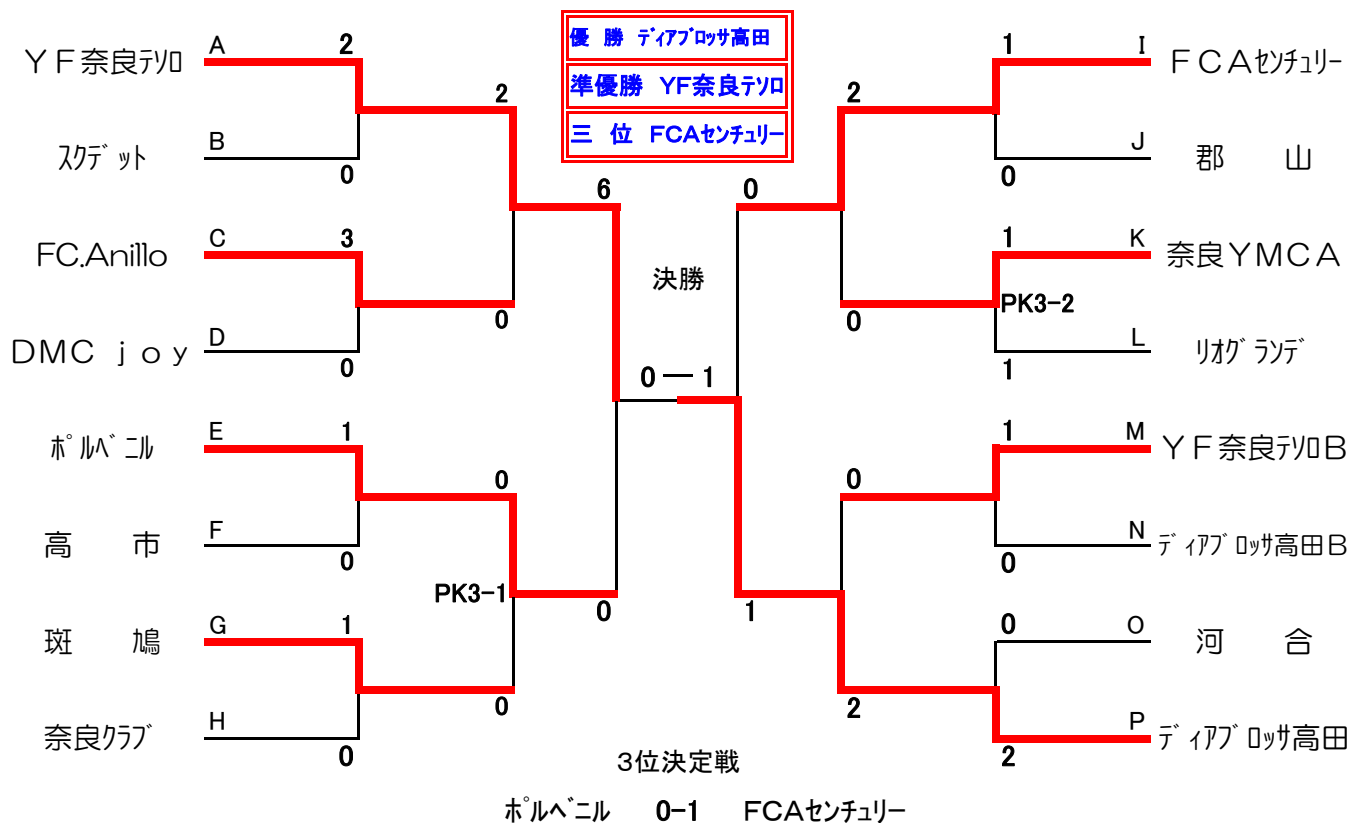 優 勝 ディアブロッサ高田
準優勝 YF奈良テソロ
三 位 FCAセンチュリー
YF奈良テソロ A 2
スクデット B 0
2
FC.Anillo C 3
DMC joy D 0
0
6
ポルベニル E 1
高 市 F 0
0
PK3-1
斑 鳩 G 1
奈良クラブ H 0
0
0
決勝
0 ― 1
1 I FCAセンチュリー
0 J 郡 山
2
1 K 奈良YMCA
PK3-2
1 L リオグランデ
0
0
1 M YF奈良テソロB
0 N ディアブロッサ高田B
0
0 O 河 合
2 P ディアブロッサ高田
2
1
3位決定戦
ポルベニル 0-1 FCAセンチュリー